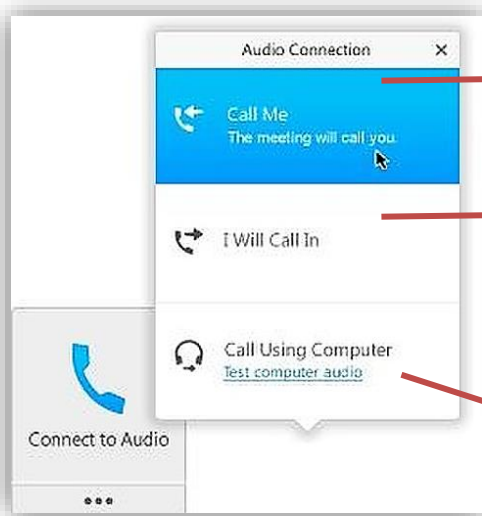 Audio Connection ×
Call Me
The meeting will call you.
I Will Call In
Call Using Computer
Test computer audio
Connect to Audio
•••